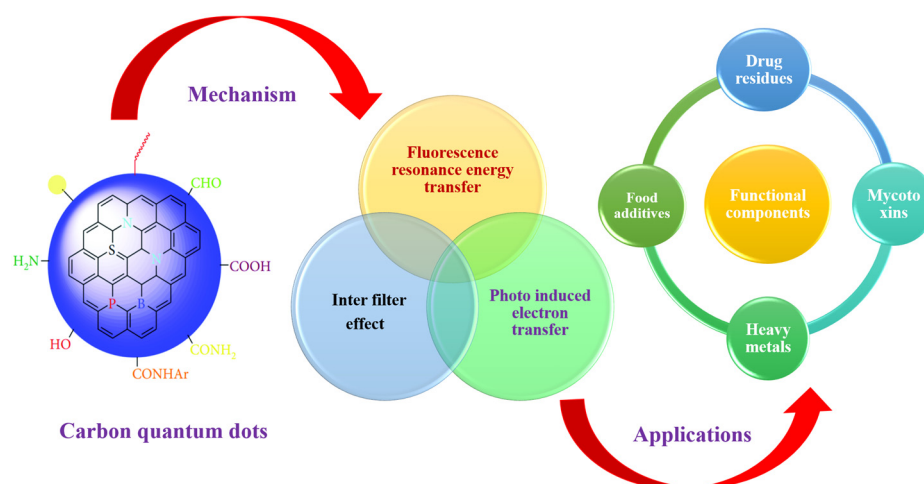 Mechanism
CHO
N
S
N
H₂N
COOH
P
B
HO
CONH₂
CONHAr
Carbon quantum dots
Fluorescence
resonance energy
transfer
Inter filter
effect
Photo induced
electron
transfer
Drug
residues
Food
additives
Functional
components
Mycoto
xins
Heavy
metals
Applications